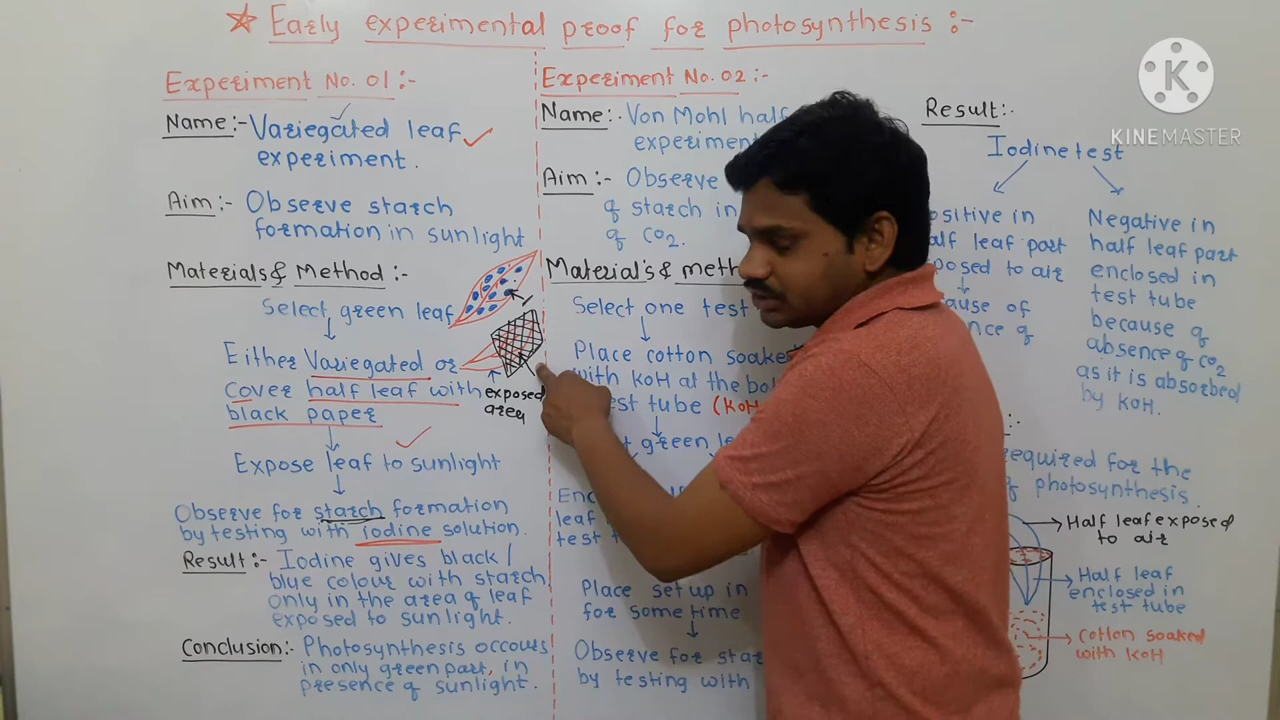 ☆ Early experimental proof for photosynthesis :-
Experiment No. 01 :-
Name :- Variegated leaf
experiment.
Aim :- Observe starch
formation in sunlight
Materials & Method :-
Select green leaf
Either Variegated or
cover half leaf with
black paper
exposed
area
Expose leaf to sunlight
Observe for starch formation
by testing with iodine solution.
Result :- Iodine gives black /
blue colour with starch
only in the area of leaf
exposed to sunlight.
Conclusion :- Photosynthesis occurs
in only green part, in
presence of sunlight.
Experiment No. 02 :-
Name :- Von Mohl half
experiment
Aim :- Observe
of starch in
of CO2.
Material's & meth
Select one test
Place cotton soake
with KOH at the bo
est tube (KOH
green le
Enc
leaf
test t
Place set up in
for some time
Observe for star
by testing with
Result :-
Iodine test
ositive in
alf leaf part
posed to air
ause of
ence of
Negative in
half leaf part
enclosed in
test tube
because of
absence of CO2
as it is absorbed
by KOH.
required for the
of photosynthesis.
Half leaf exposed
to air
Half leaf
enclosed in
test tube
cotton soaked
with KOH
K
KINEMASTER